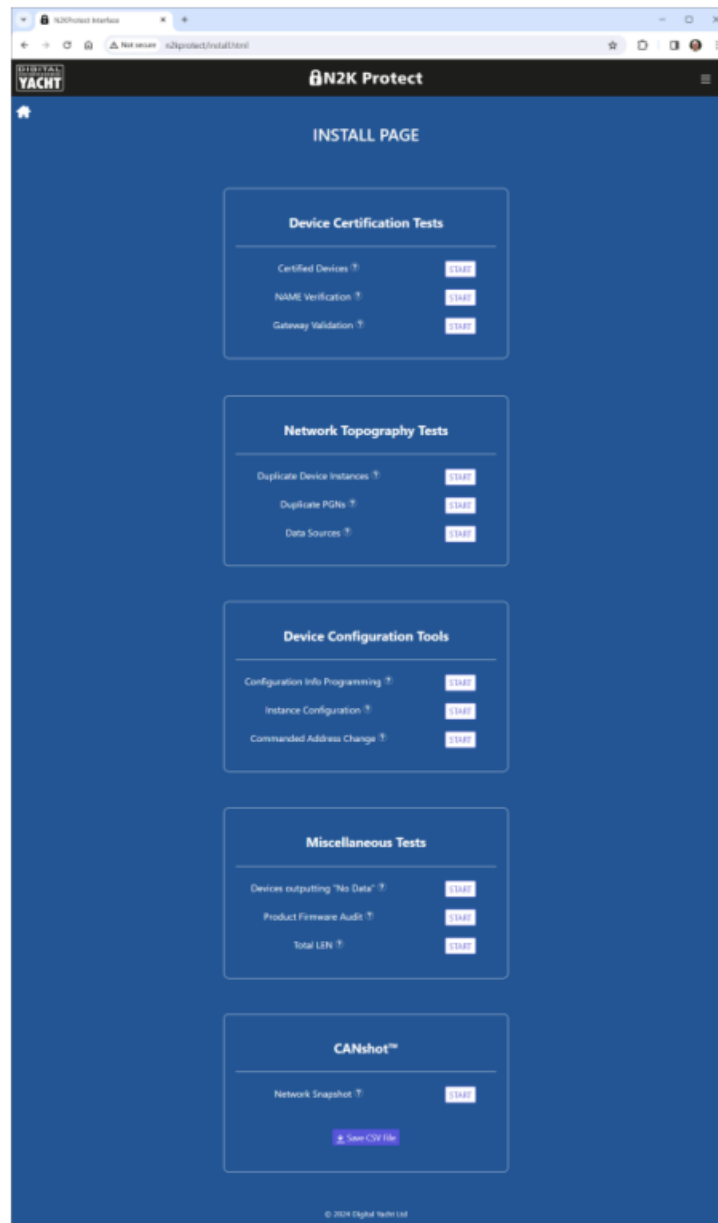 N2KProtect Interface
Not secure n2kprotect/install.html
DIGITAL
YACHT
N2K Protect
INSTALL PAGE
Device Certification Tests
Certified Devices ? START
NAME Verification ? START
Gateway Validation ? START
Network Topography Tests
Duplicate Device Instances ? START
Duplicate PGNs ? START
Data Sources ? START
Device Configuration Tools
Configuration Info Programming ? START
Instance Configuration ? START
Commanded Address Change ? START
Miscellaneous Tests
Devices outputting "No Data" ? START
Product Firmware Audit ? START
Total LEN ? START
CANshot™
Network Snapshot ? START
Save CSV File
© 2024 Digital Yacht Ltd